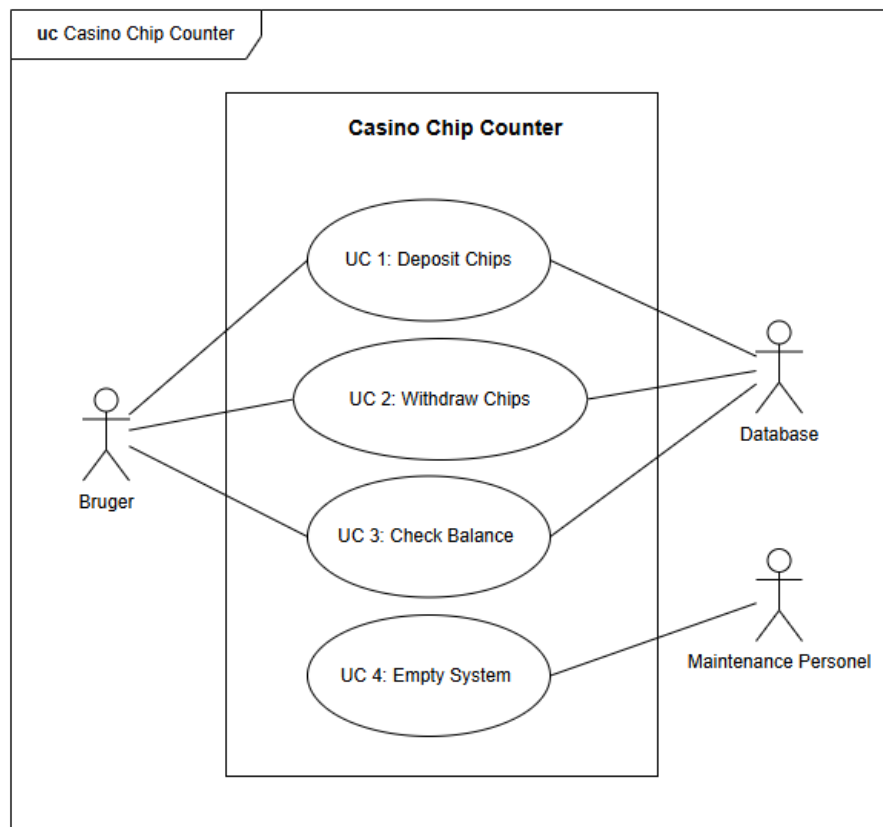 uc Casino Chip Counter
Casino Chip Counter
UC 1: Deposit Chips
UC 2: Withdraw Chips
Database
Bruger
UC 3: Check Balance
Maintenance Personel
UC 4: Empty System